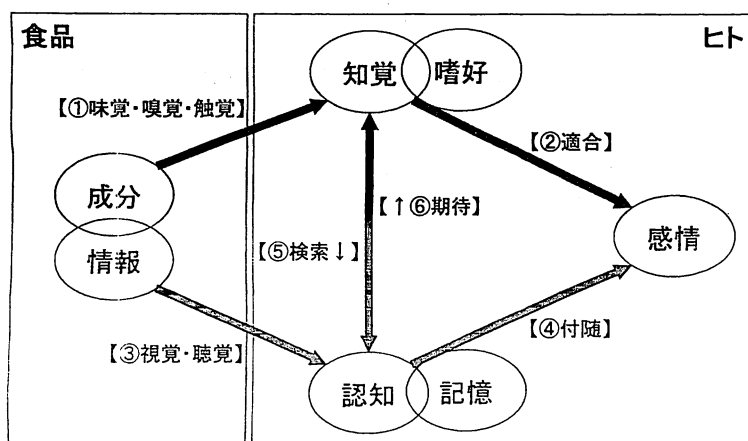 食品
ヒト
知覚
嗜好
【①味覚・嗅覚・触覚】
【②適合】
成分
【↑⑥期待】
感情
情報
【⑤検索↓】
【④付随】
【③視覚・聴覚】
認知
記憶